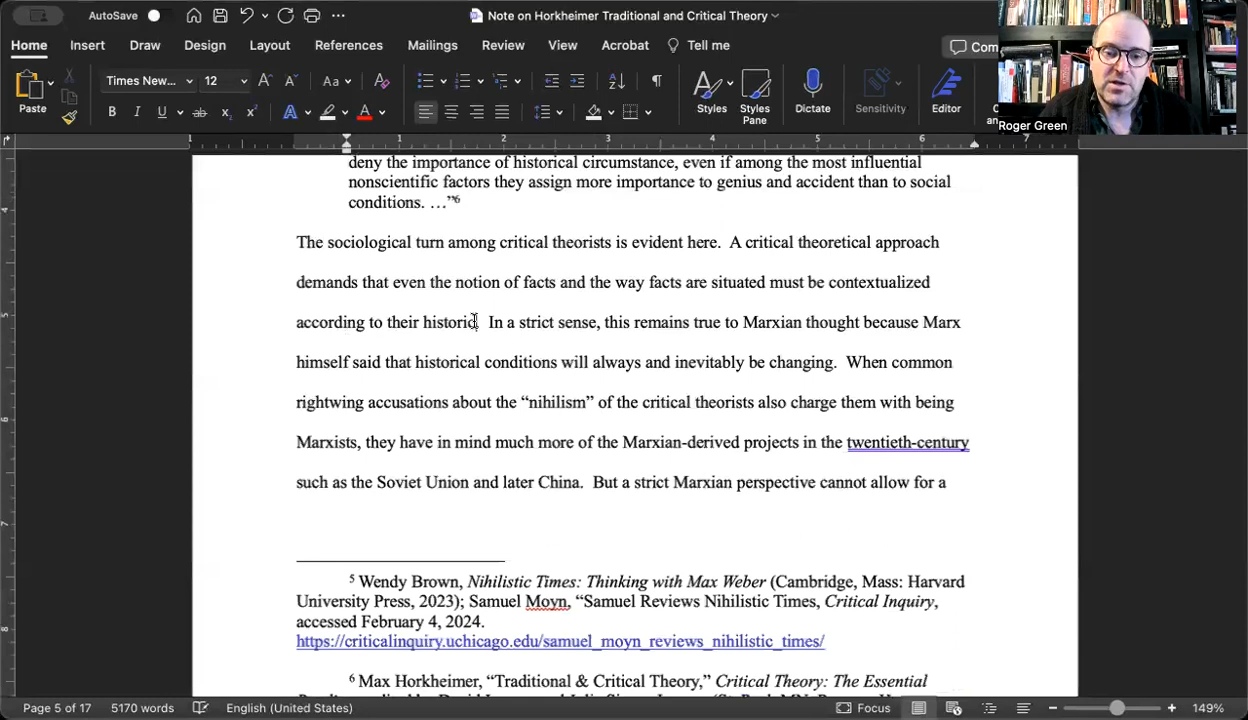 AutoSave
Note on Horkheimer Traditional and Critical Theory
Home Insert Draw Design Layout References Mailings Review View Acrobat Tell me
Times New... 12
Aa
Paste
B I U ab x₂ x²
A
¶
Styles
Styles
Pane
Dictate
Sensitivity
Editor
Roger Green
1 1 2 3 4 5 6
deny the importance of historical circumstance, even if among the most influential
nonscientific factors they assign more importance to genius and accident than to social
conditions. …”⁶
The sociological turn among critical theorists is evident here. A critical theoretical approach
demands that even the notion of facts and the way facts are situated must be contextualized
according to their historic. In a strict sense, this remains true to Marxian thought because Marx
himself said that historical conditions will always and inevitably be changing. When common
rightwing accusations about the “nihilism” of the critical theorists also charge them with being
Marxists, they have in mind much more of the Marxian-derived projects in the twentieth-century
such as the Soviet Union and later China. But a strict Marxian perspective cannot allow for a
⁵ Wendy Brown, Nihilistic Times: Thinking with Max Weber (Cambridge, Mass: Harvard
University Press, 2023); Samuel Moyn, “Samuel Reviews Nihilistic Times, Critical Inquiry,
accessed February 4, 2024.
https://criticalinquiry.uchicago.edu/samuel_moyn_reviews_nihilistic_times/
⁶ Max Horkheimer, “Traditional & Critical Theory,” Critical Theory: The Essential
Page 5 of 17 5170 words English (United States) Focus 149%